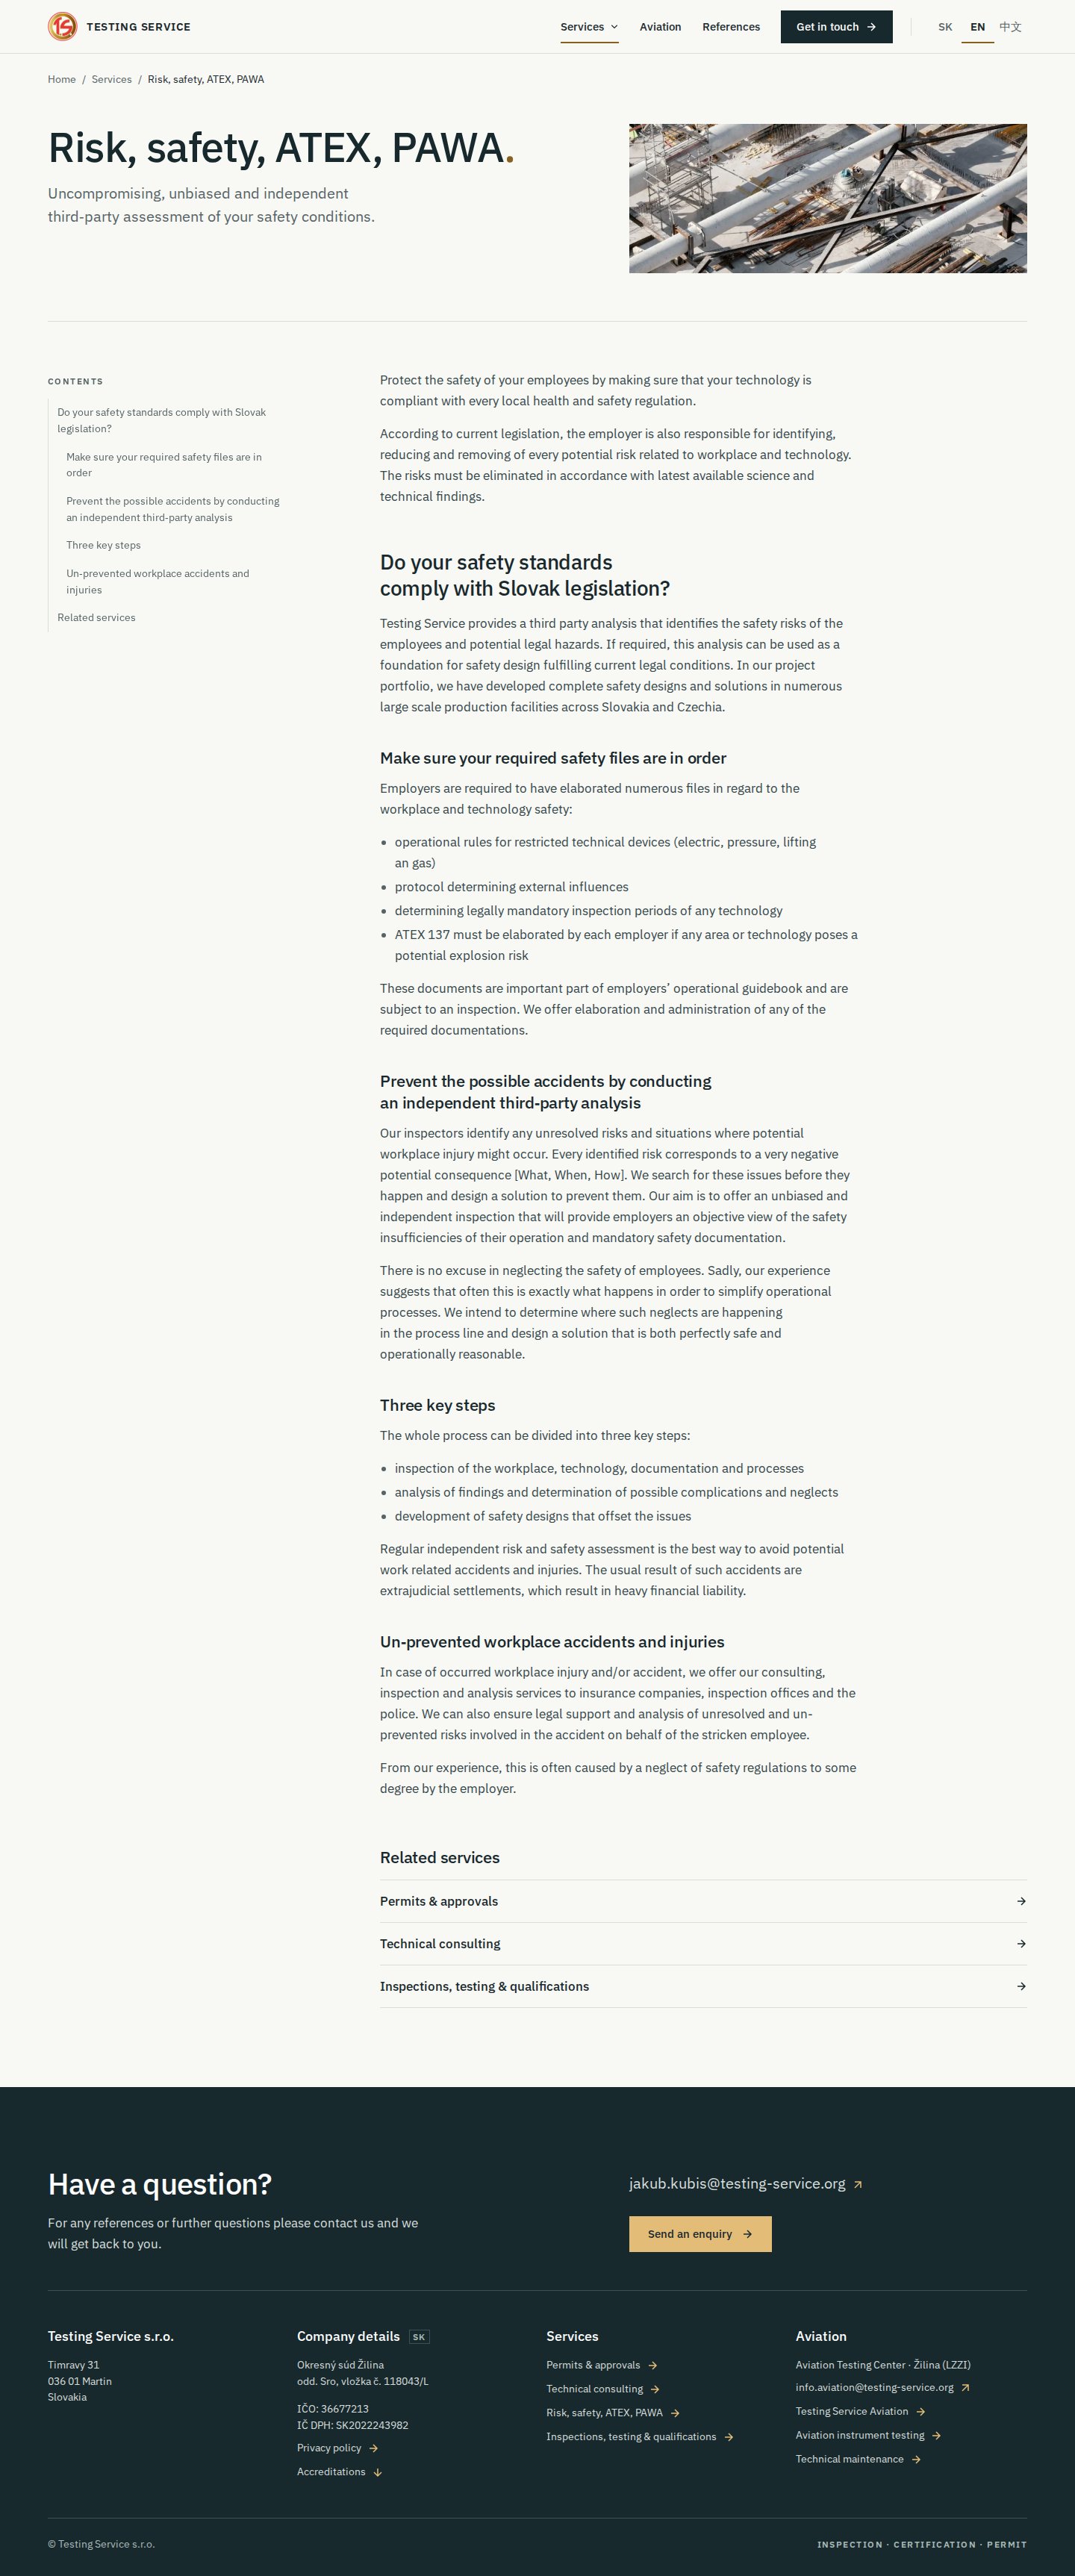 TESTING SERVICE
Services
Aviation
References
Get in touch
SK
EN
中文
Home / Services / Risk, safety, ATEX, PAWA
Risk, safety, ATEX, PAWA.
Uncompromising, unbiased and independent
third-party assessment of your safety conditions.
CONTENTS
Do your safety standards comply with Slovak
legislation?
Make sure your required safety files are in
order
Prevent the possible accidents by conducting
an independent third-party analysis
Three key steps
Un-prevented workplace accidents and
injuries
Related services
Protect the safety of your employees by making sure that your technology is
compliant with every local health and safety regulation.
According to current legislation, the employer is also responsible for identifying,
reducing and removing of every potential risk related to workplace and technology.
The risks must be eliminated in accordance with latest available science and
technical findings.
Do your safety standards
comply with Slovak legislation?
Testing Service provides a third party analysis that identifies the safety risks of the
employees and potential legal hazards. If required, this analysis can be used as a
foundation for safety design fulfilling current legal conditions. In our project
portfolio, we have developed complete safety designs and solutions in numerous
large scale production facilities across Slovakia and Czechia.
Make sure your required safety files are in order
Employers are required to have elaborated numerous files in regard to the
workplace and technology safety:
• operational rules for restricted technical devices (electric, pressure, lifting
an gas)
• protocol determining external influences
• determining legally mandatory inspection periods of any technology
• ATEX 137 must be elaborated by each employer if any area or technology poses a
potential explosion risk
These documents are important part of employers’ operational guidebook and are
subject to an inspection. We offer elaboration and administration of any of the
required documentations.
Prevent the possible accidents by conducting
an independent third-party analysis
Our inspectors identify any unresolved risks and situations where potential
workplace injury might occur. Every identified risk corresponds to a very negative
potential consequence [What, When, How]. We search for these issues before they
happen and design a solution to prevent them. Our aim is to offer an unbiased and
independent inspection that will provide employers an objective view of the safety
insufficiencies of their operation and mandatory safety documentation.
There is no excuse in neglecting the safety of employees. Sadly, our experience
suggests that often this is exactly what happens in order to simplify operational
processes. We intend to determine where such neglects are happening
in the process line and design a solution that is both perfectly safe and
operationally reasonable.
Three key steps
The whole process can be divided into three key steps:
• inspection of the workplace, technology, documentation and processes
• analysis of findings and determination of possible complications and neglects
• development of safety designs that offset the issues
Regular independent risk and safety assessment is the best way to avoid potential
work related accidents and injuries. The usual result of such accidents are
extrajudicial settlements, which result in heavy financial liability.
Un-prevented workplace accidents and injuries
In case of occurred workplace injury and/or accident, we offer our consulting,
inspection and analysis services to insurance companies, inspection offices and the
police. We can also ensure legal support and analysis of unresolved and un-
prevented risks involved in the accident on behalf of the stricken employee.
From our experience, this is often caused by a neglect of safety regulations to some
degree by the employer.
Related services
Permits & approvals
Technical consulting
Inspections, testing & qualifications
Have a question?
For any references or further questions please contact us and we
will get back to you.
jakub.kubis@testing-service.org
Send an enquiry
Testing Service s.r.o.
Timravy 31
036 01 Martin
Slovakia
Company details SK
Okresný súd Žilina
odd. Sro, vložka č. 118043/L
IČO: 36677213
IČ DPH: SK2022243982
Privacy policy
Accreditations
Services
Permits & approvals
Technical consulting
Risk, safety, ATEX, PAWA
Inspections, testing & qualifications
Aviation
Aviation Testing Center · Žilina (LZZI)
info.aviation@testing-service.org
Testing Service Aviation
Aviation instrument testing
Technical maintenance
© Testing Service s.r.o.
INSPECTION · CERTIFICATION · PERMIT